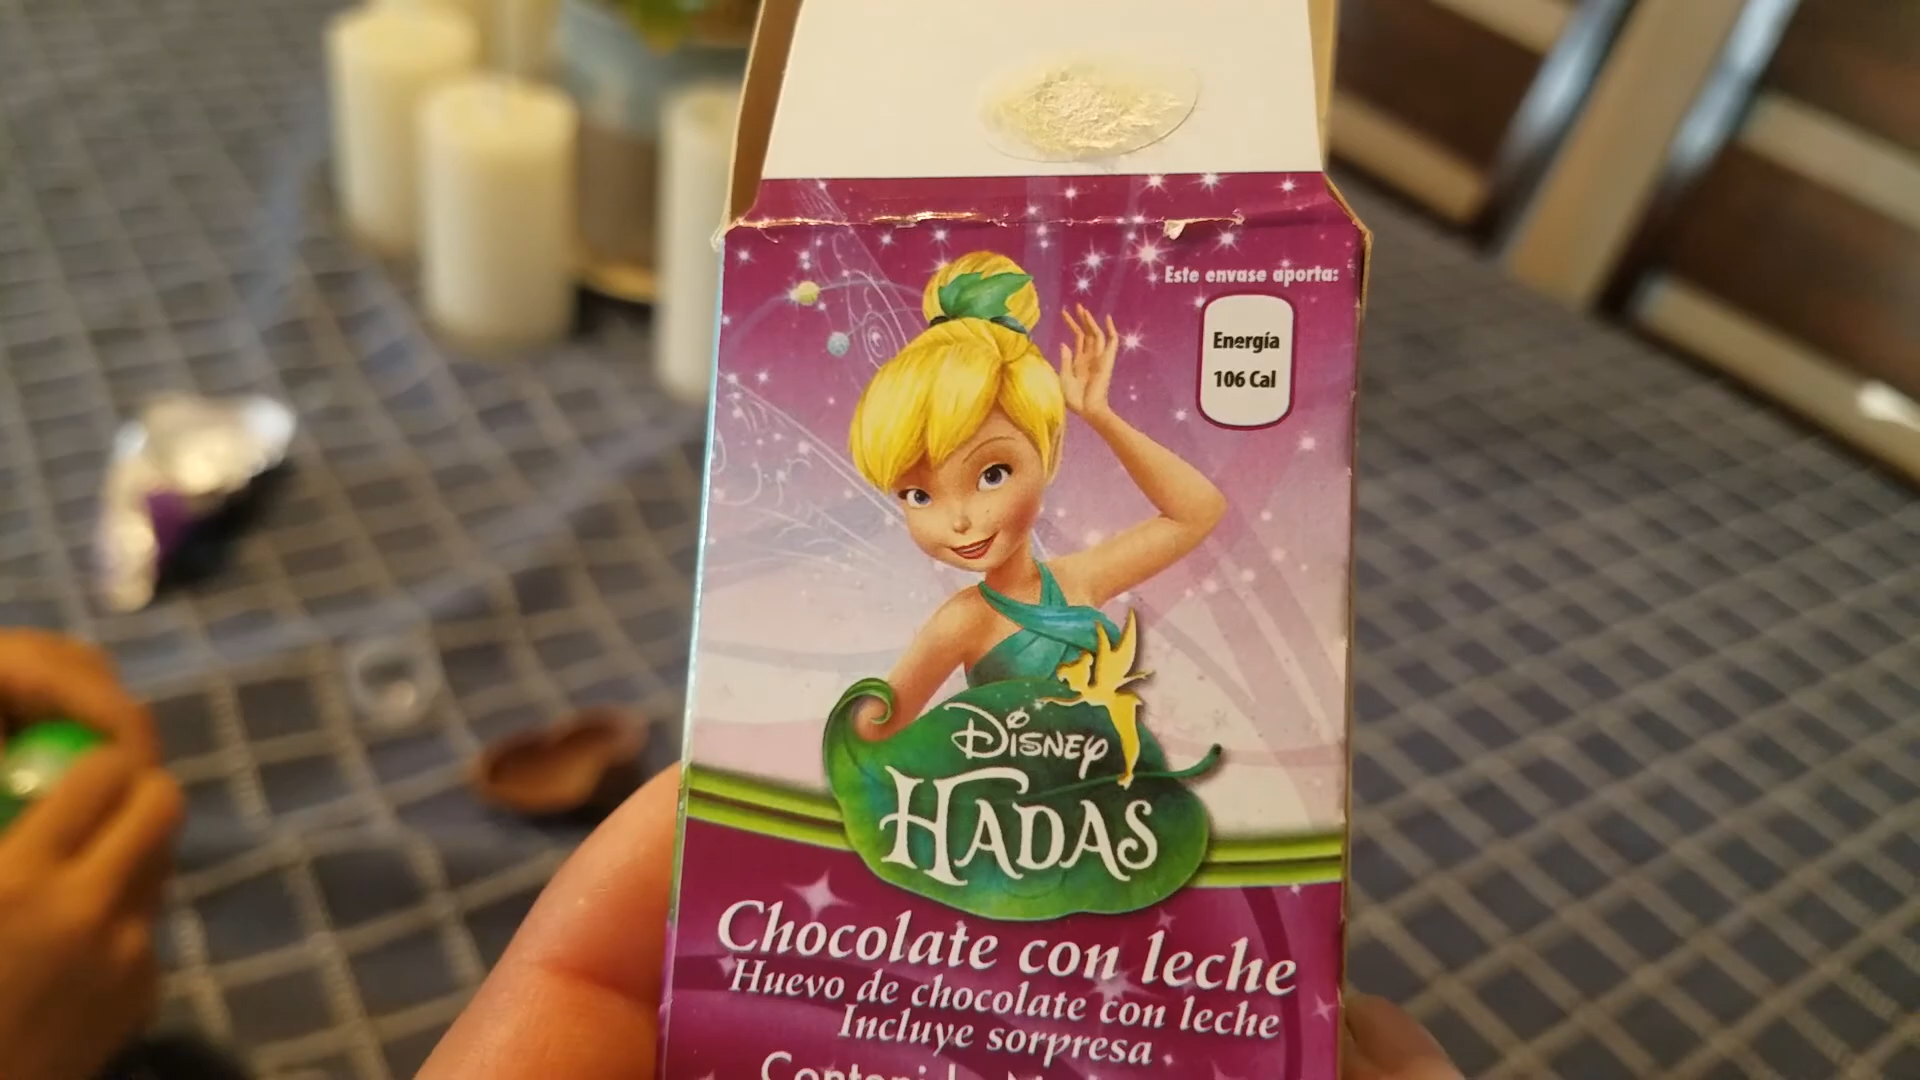 Este envase aporta:
Energía
106 Cal
Disney
HADAS
Chocolate con leche
Huevo de chocolate con leche
Incluye sorpresa